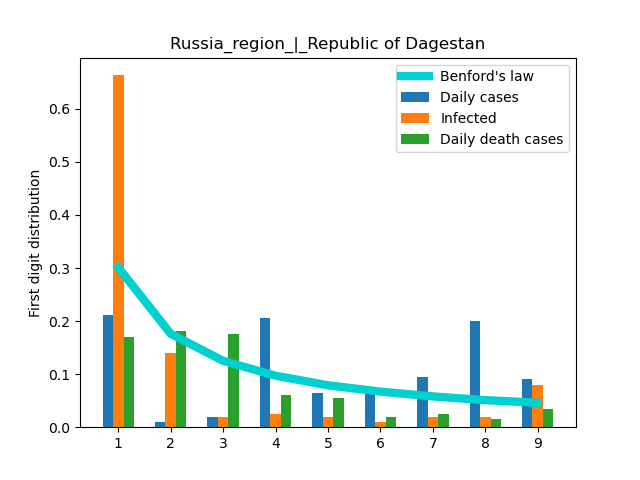 Russia_region_|_Republic of Dagestan
Benford's law
Daily cases
Infected
Daily death cases
First digit distribution
0.6
0.5
0.4
0.3
0.2
0.1
0.0
1 2 3 4 5 6 7 8 9